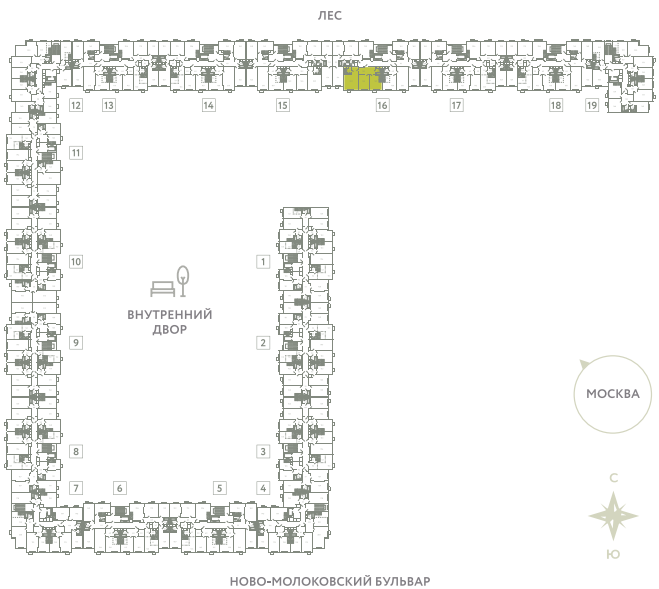 ЛЕС
12 13 14 15 16 17 18 19
11
10 1
ВНУТРЕННИЙ
ДВОР
9 2
МОСКВА
8 3
7 6 5 4
С
Ю
НОВО-МОЛОКОВСКИЙ БУЛЬВАР